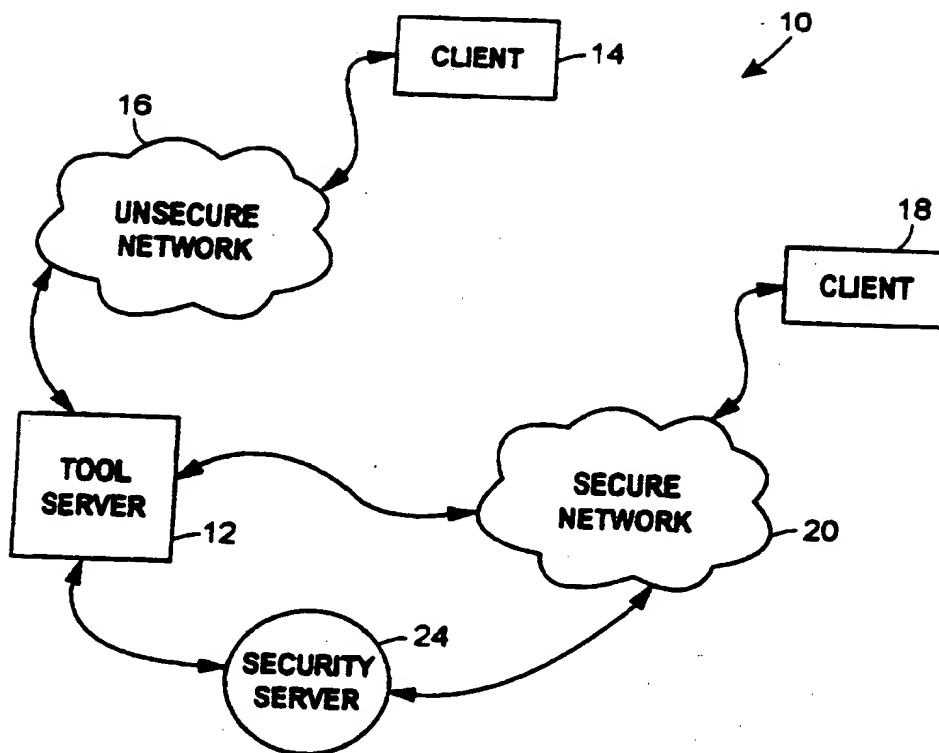 10
CLIENT
14
16
UNSECURE
NETWORK
18
CLIENT
TOOL
SERVER
12
SECURE
NETWORK
20
24
SECURITY
SERVER